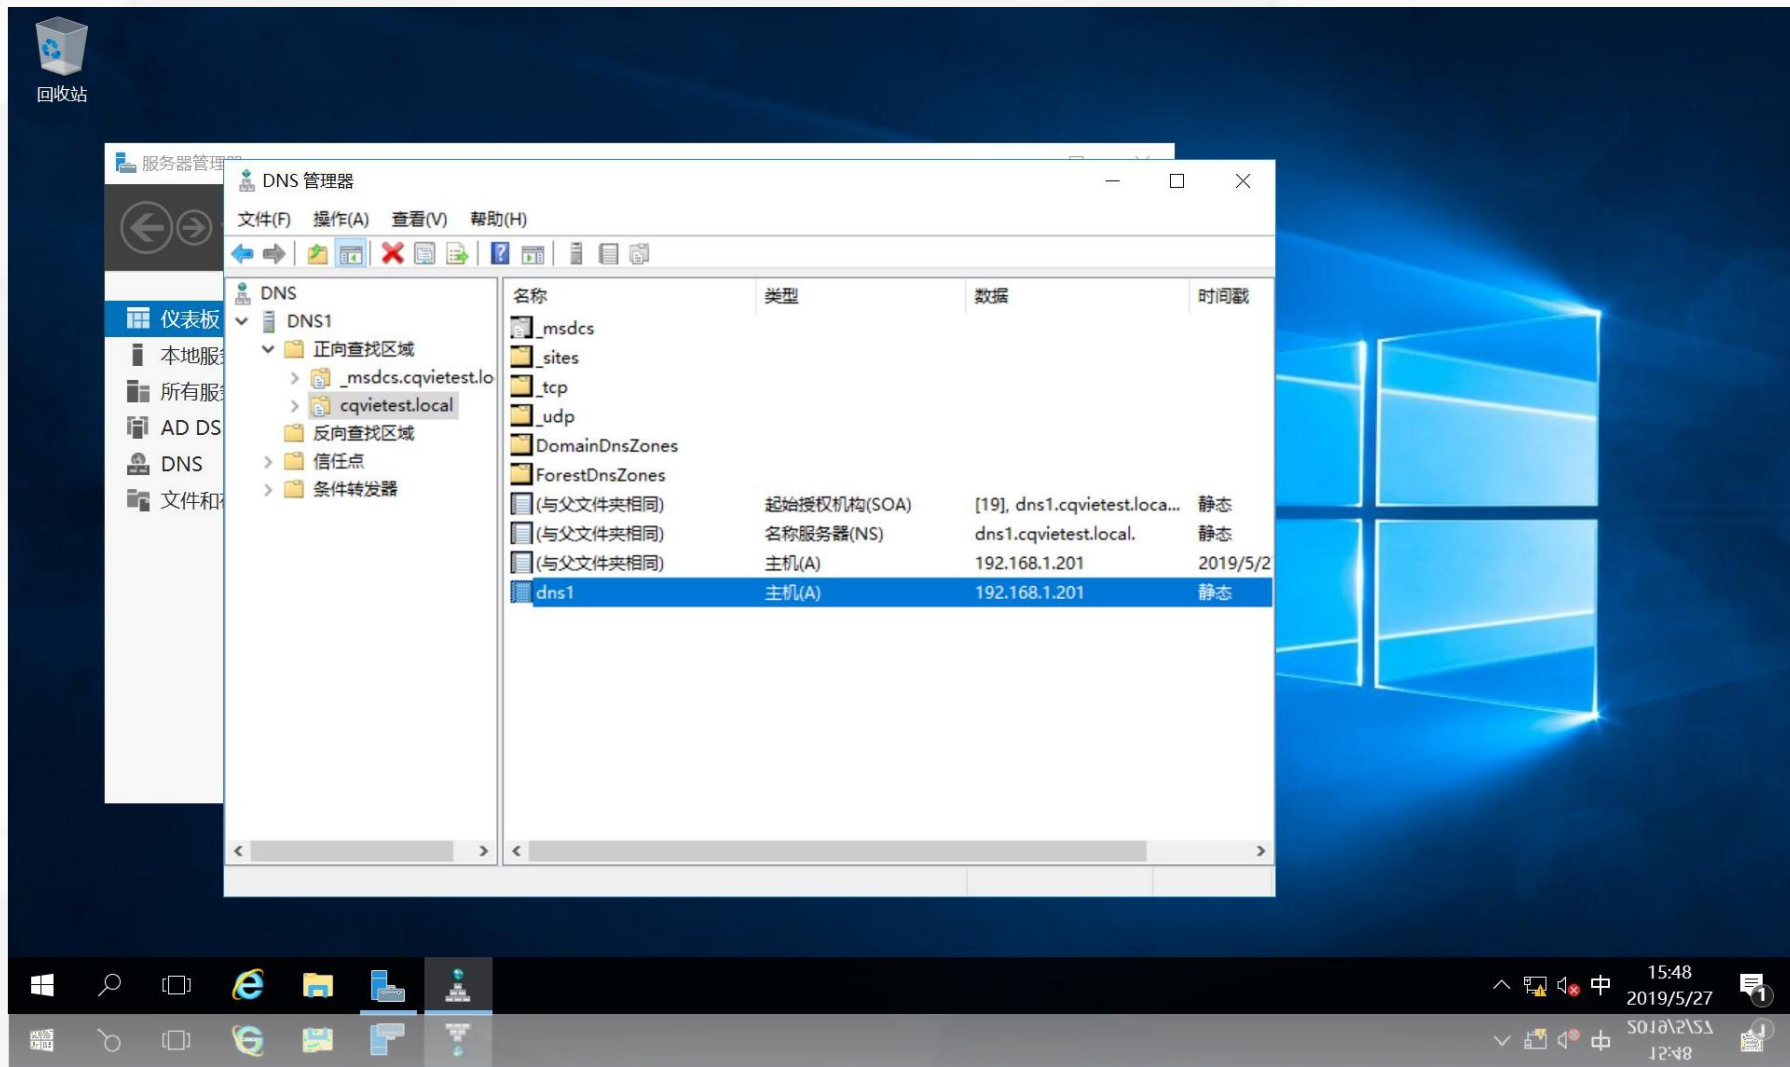 回收站
服务器管理
DNS 管理器
文件(F) 操作(A) 查看(V) 帮助(H)
仪表板
本地服
所有服
AD DS
DNS
文件和
DNS
DNS1
正向查找区域
_msdcs.cqvietest.lo
cqvietest.local
反向查找区域
信任点
条件转发器
名称 类型 数据 时间戳
_msdcs
_sites
_tcp
_udp
DomainDnsZones
ForestDnsZones
(与父文件夹相同) 起始授权机构(SOA) [19], dns1.cqvietest.loca... 静态
(与父文件夹相同) 名称服务器(NS) dns1.cqvietest.local. 静态
(与父文件夹相同) 主机(A) 192.168.1.201 2019/5/2
dns1 主机(A) 192.168.1.201 静态
中
15:48
2019/5/27
1